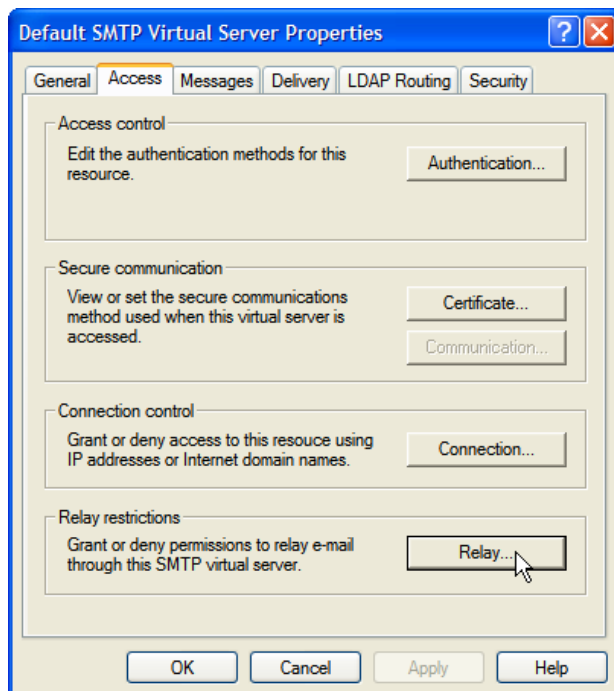 Default SMTP Virtual Server Properties
General Access Messages Delivery LDAP Routing Security
Access control
Edit the authentication methods for this
resource.
Authentication...
Secure communication
View or set the secure communications
method used when this virtual server is
accessed.
Certificate...
Communication...
Connection control
Grant or deny access to this resouce using
IP addresses or Internet domain names.
Connection...
Relay restrictions
Grant or deny permissions to relay e-mail
through this SMTP virtual server.
Relay...
OK Cancel Apply Help